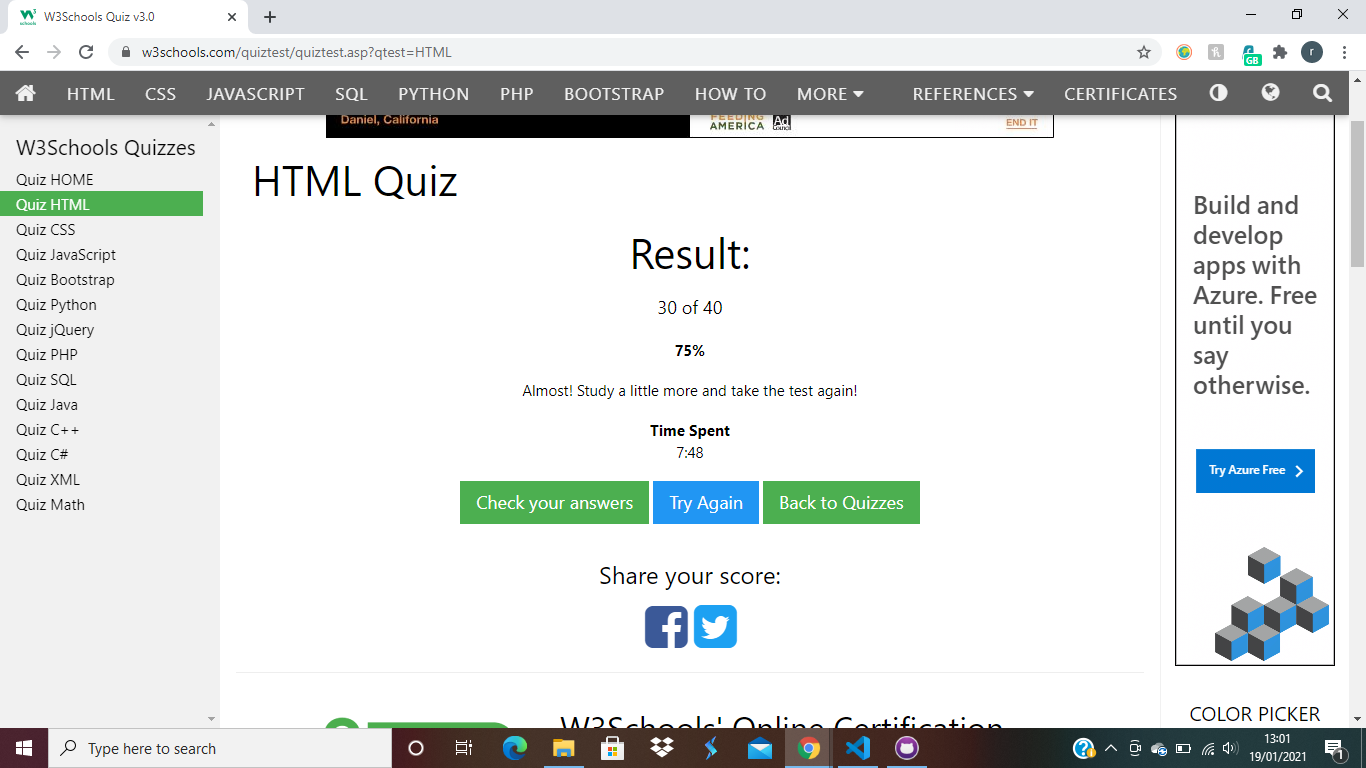 W3Schools Quiz v3.0
w3schools.com/quiztest/quiztest.asp?qtest=HTML
GB
r
HTML CSS JAVASCRIPT SQL PYTHON PHP BOOTSTRAP HOW TO MORE REFERENCES CERTIFICATES
Daniel, California
FEEDING
AMERICA
Ad
Council
END IT
W3Schools Quizzes
Quiz HOME
Quiz HTML
Quiz CSS
Quiz JavaScript
Quiz Bootstrap
Quiz Python
Quiz jQuery
Quiz PHP
Quiz SQL
Quiz Java
Quiz C++
Quiz C#
Quiz XML
Quiz Math
HTML Quiz
Result:
30 of 40
75%
Almost! Study a little more and take the test again!
Time Spent
7:48
Check your answers Try Again Back to Quizzes
Share your score:
W3Schools' Online Certification
Build and
develop
apps with
Azure. Free
until you
say
otherwise.
Try Azure Free
COLOR PICKER
Type here to search
13:01
19/01/2021
1